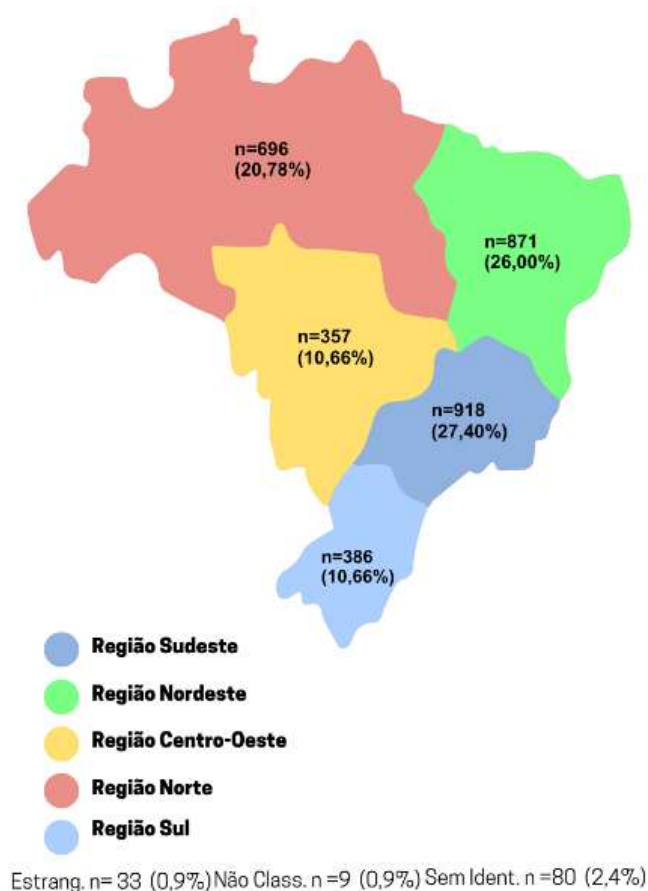 n=696
(20,78%)
n=871
(26,00%)
n=357
(10,66%)
n=918
(27,40%)
n=386
(10,66%)
Região Sudeste
Região Nordeste
Região Centro-Oeste
Região Norte
Região Sul
Estrang. n= 33 (0,9%) Não Class. n =9 (0,9%) Sem Ident. n =80 (2,4%)